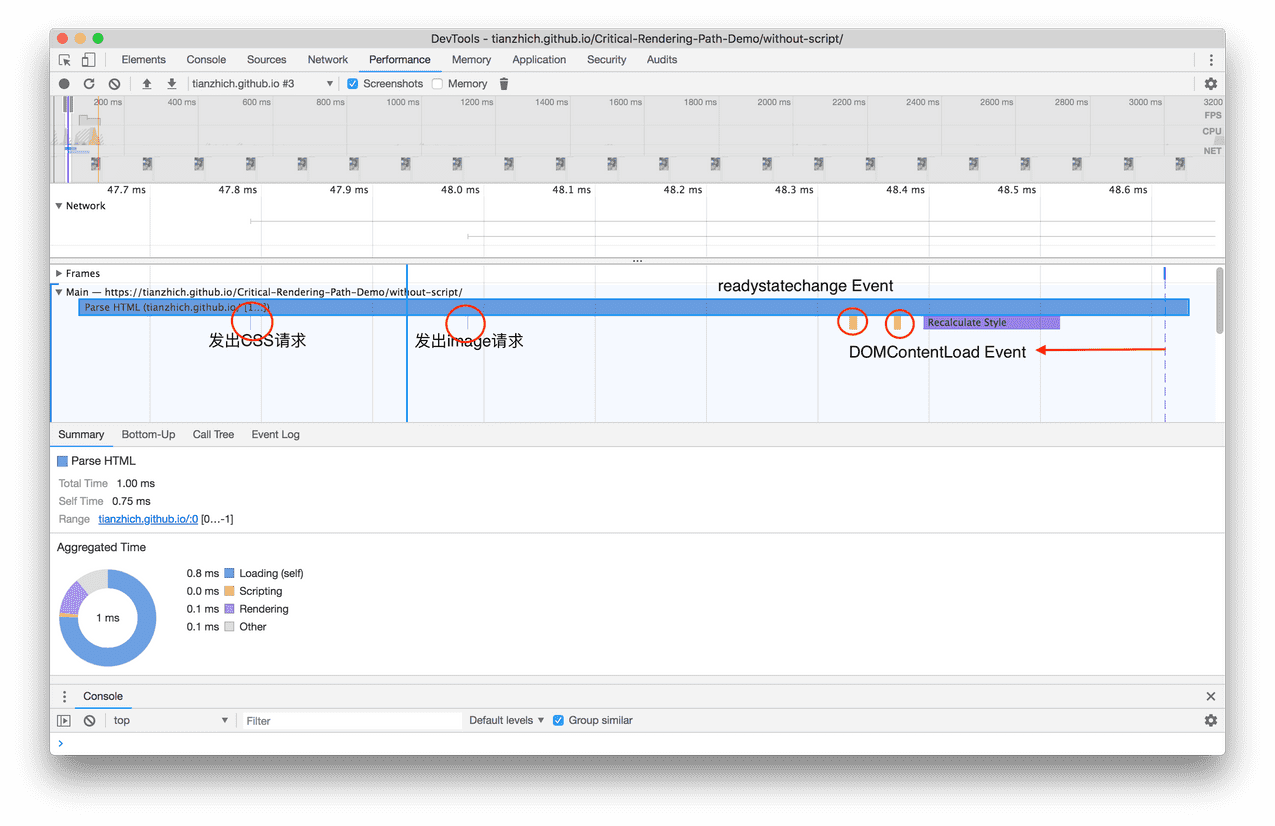 DevTools - tianzhich.github.io/Critical-Rendering-Path-Demo/without-script/
Elements Console Sources Network Performance Memory Application Security Audits
tianzhich.github.io #3 Screenshots Memory
200 ms 400 ms 600 ms 800 ms 1000 ms 1200 ms 1400 ms 1600 ms 1800 ms 2000 ms 2200 ms 2400 ms 2600 ms 2800 ms 3000 ms 3200
FPS
CPU
NET
47.7 ms 47.8 ms 47.9 ms 48.0 ms 48.1 ms 48.2 ms 48.3 ms 48.4 ms 48.5 ms 48.6 ms
Network
Frames
Main — https://tianzhich.github.io/Critical-Rendering-Path-Demo/without-script/
readystatechange Event
Parse HTML (tianzhich.github.io/ [1…])
Recalculate Style
发出CSS请求 发出image请求
DOMContentLoad Event
Summary Bottom-Up Call Tree Event Log
Parse HTML
Total Time 1.00 ms
Self Time 0.75 ms
Range tianzhich.github.io/:0 [0…-1]
Aggregated Time
1 ms
0.8 ms Loading (self)
0.0 ms Scripting
0.1 ms Rendering
0.1 ms Other
Console
top Filter Default levels Group similar